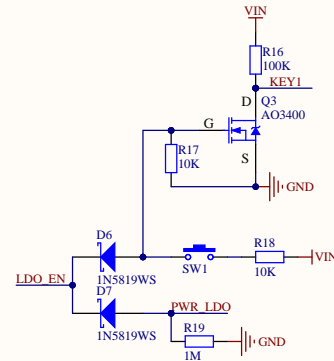 VIN
R16
100K
KEY1
D
Q3
AO3400
G
S
R17
10K
GND
D6
1N5819WS
SW1
R18
10K
VIN
LDO_EN
D7
1N5819WS
PWR_LDO
R19
1M
GND